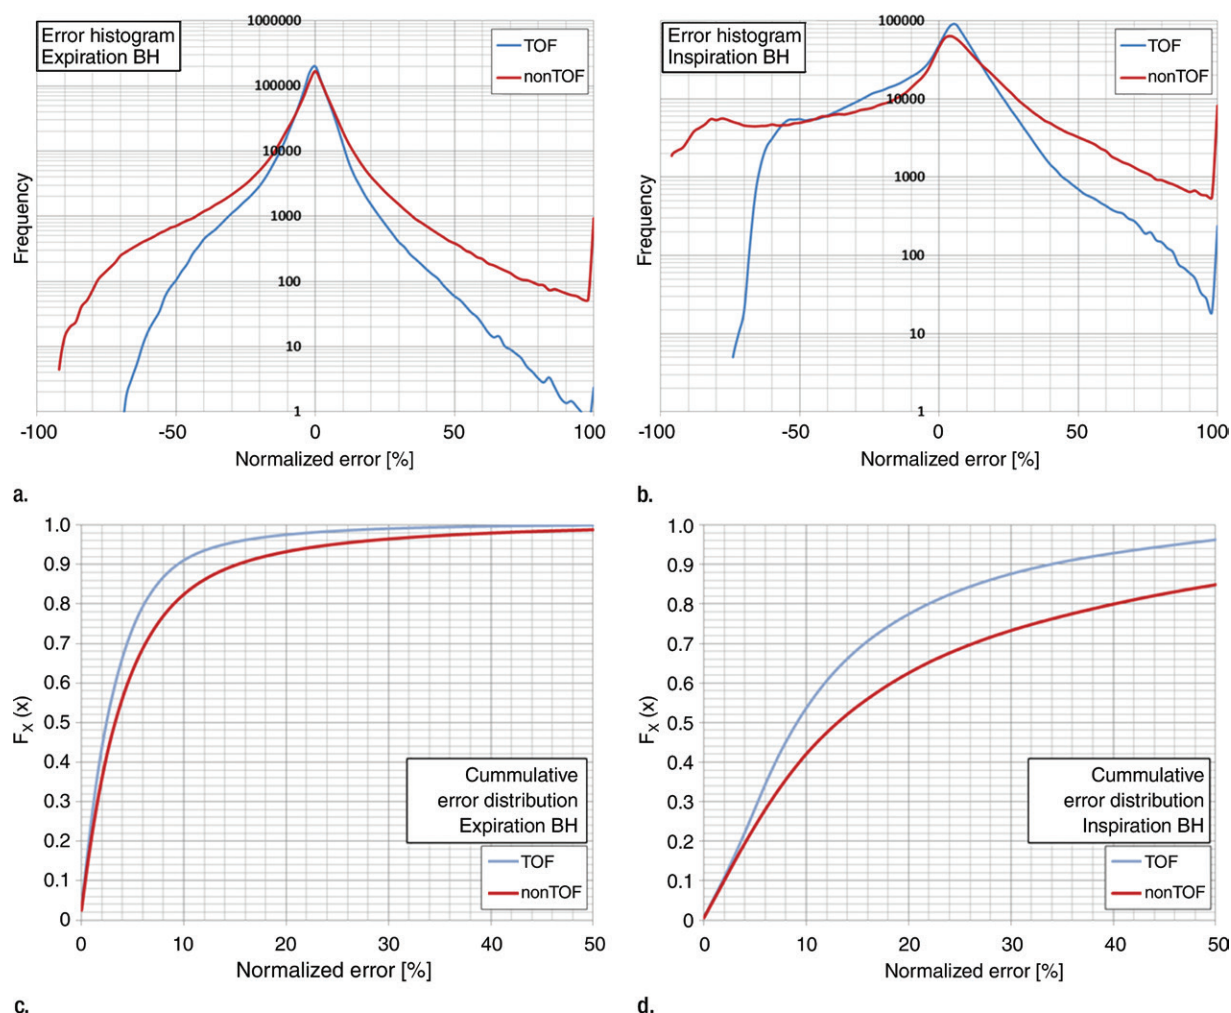 Error histogram
Expiration BH
TOF
nonTOF
Frequency
1000000
100000
10000
1000
100
10
1
-100
-50
0
50
100
Normalized error [%]
a.
Error histogram
Inspiration BH
TOF
nonTOF
Frequency
100000
10000
1000
100
10
1
-100
-50
0
50
100
Normalized error [%]
b.
1.0
0.9
0.8
0.7
0.6
0.5
0.4
0.3
0.2
0.1
0
Fx (x)
Cummulative
error distribution
Expiration BH
TOF
nonTOF
0
10
20
30
40
50
Normalized error [%]
c.
1.0
0.9
0.8
0.7
0.6
0.5
0.4
0.3
0.2
0.1
0
Fx (x)
Cummulative
error distribution
Inspiration BH
TOF
nonTOF
0
10
20
30
40
50
Normalized error [%]
d.